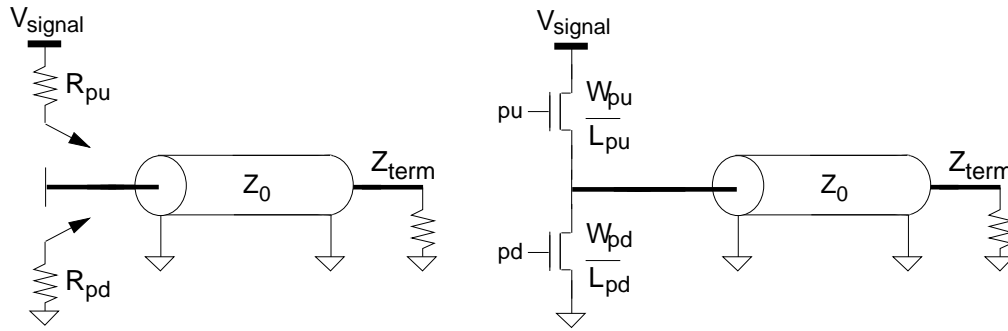 V_signal
R_pu
Z_0
Z_term
R_pd
V_signal
pu
W_pu
L_pu
Z_0
Z_term
pd
W_pd
L_pd